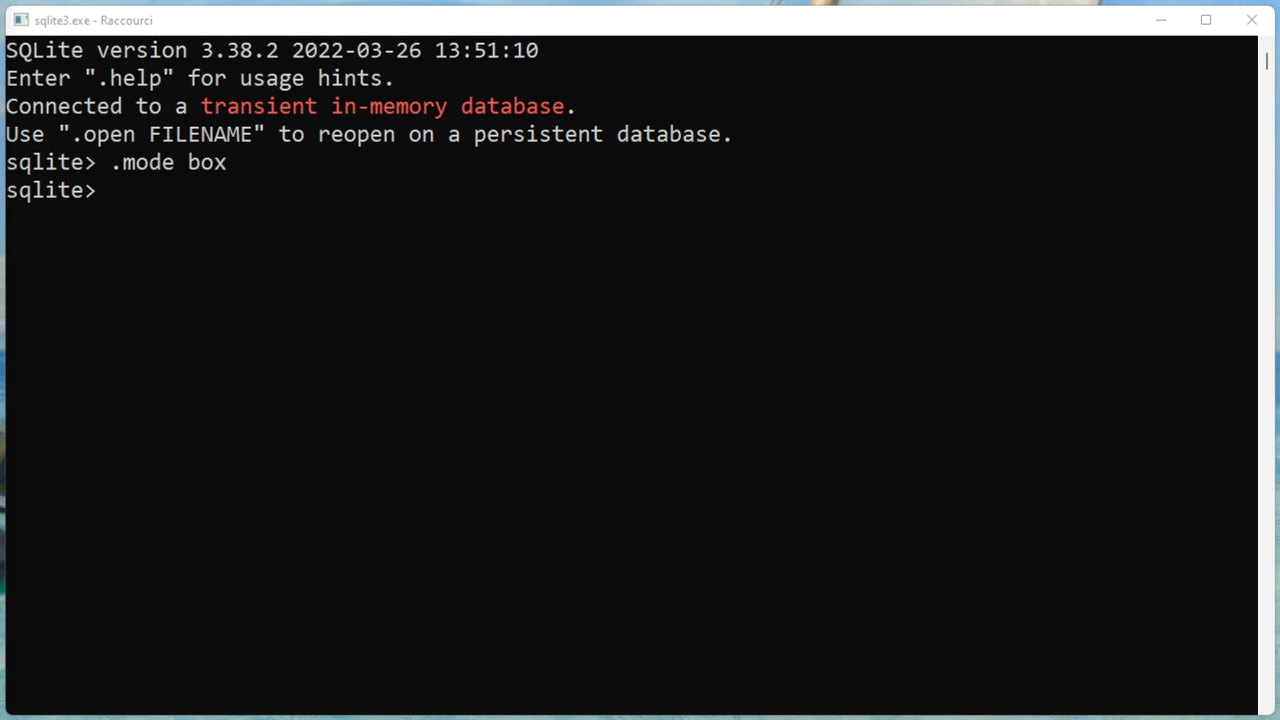 sqlite3.exe - Raccourci
SQLite version 3.38.2 2022-03-26 13:51:10
Enter ".help" for usage hints.
Connected to a transient in-memory database.
Use ".open FILENAME" to reopen on a persistent database.
sqlite> .mode box
sqlite>